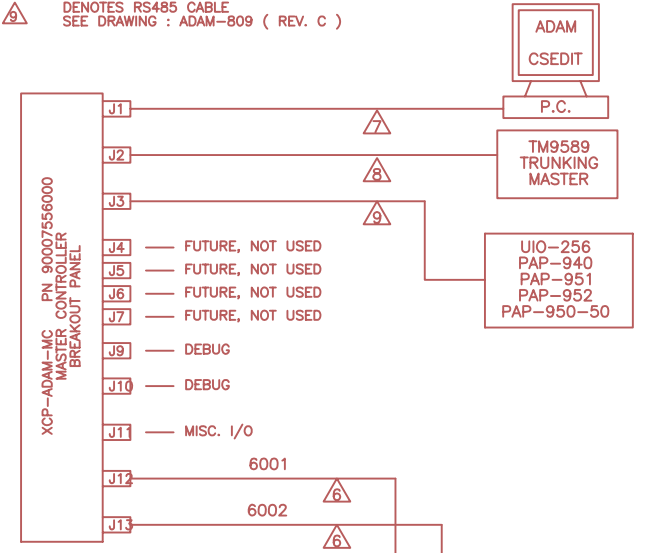 9 DENOTES RS485 CABLE
SEE DRAWING : ADAM-809 ( REV. C )
ADAM
CSEDIT
P.C.
J1
7
J2
8
TM9589
TRUNKING
MASTER
J3
9
UIO-256
PAP-940
PAP-951
PAP-952
PAP-950-50
XCP-ADAM-MC PN 90007556000
MASTER CONTROLLER
BREAKOUT PANEL
J4 FUTURE, NOT USED
J5 FUTURE, NOT USED
J6 FUTURE, NOT USED
J7 FUTURE, NOT USED
J9 DEBUG
J10 DEBUG
J11 MISC. I/O
J12 6001
6
J13 6002
6